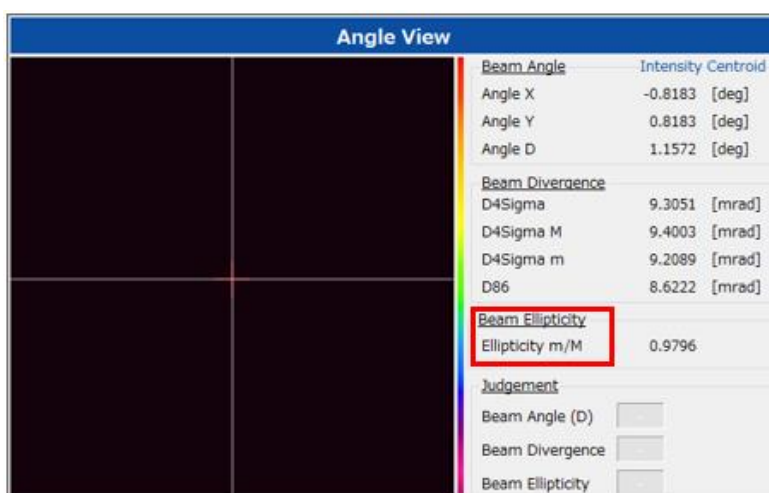 Angle View
Beam Angle Intensity Centroid
Angle X -0.8183 [deg]
Angle Y 0.8183 [deg]
Angle D 1.1572 [deg]
Beam Divergence
D4Sigma 9.3051 [mrad]
D4Sigma M 9.4003 [mrad]
D4Sigma m 9.2089 [mrad]
D86 8.6222 [mrad]
Beam Ellipticity
Ellipticity m/M 0.9796
Judgement
Beam Angle (D) -
Beam Divergence -
Beam Ellipticity -